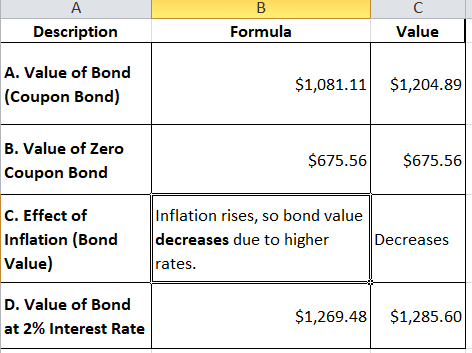 A B C
Description Formula Value
A. Value of Bond
(Coupon Bond)
$1,081.11 $1,204.89
B. Value of Zero
Coupon Bond
$675.56 $675.56
C. Effect of
Inflation (Bond
Value)
Inflation rises, so bond value
decreases due to higher
rates.
Decreases
D. Value of Bond
at 2% Interest Rate
$1,269.48 $1,285.60